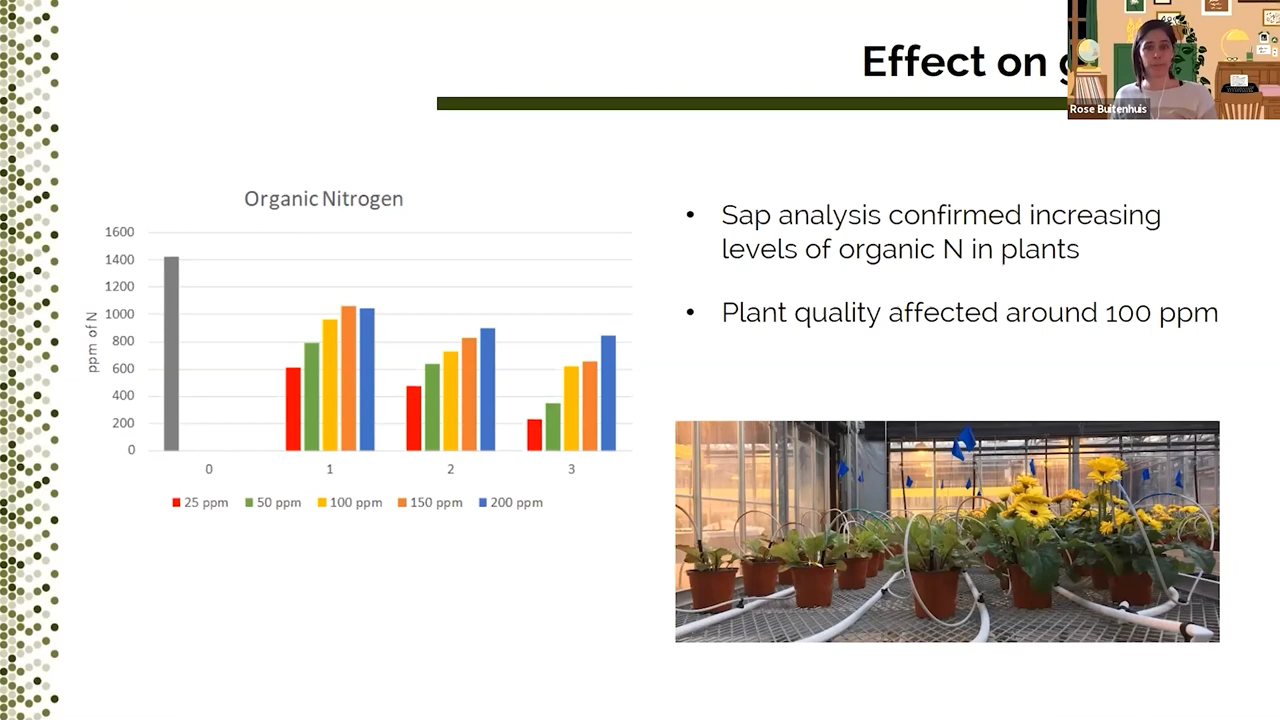 Effect on
Rose Buitenhuis
Organic Nitrogen
1600
1400
1200
1000
800
600
400
200
0
ppm of N
0 1 2 3
25 ppm 50 ppm 100 ppm 150 ppm 200 ppm
• Sap analysis confirmed increasing
levels of organic N in plants
• Plant quality affected around 100 ppm